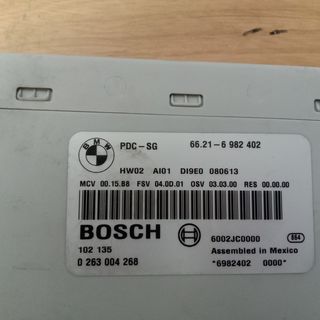 BMW
PDC-SG 66.21-6 982 402
HW02 AI01 DI9E0 080613
MCV 00.15.B8 FSV 04.0D.01 OSV 03.03.00 RES 00.00.00
BOSCH
6002JC0000 864
102 135 Assembled in Mexico
0 263 004 268 *6982402 0000*